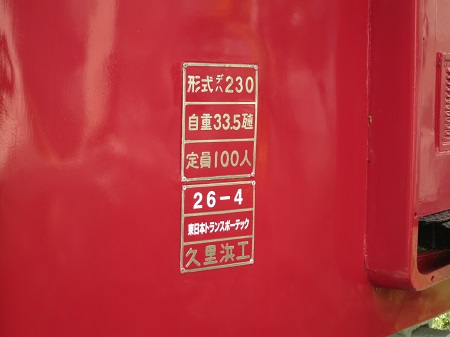 形式デハ230
自重33.5瓲
定員100人
26-4
東日本トランスポーテック
久里浜工